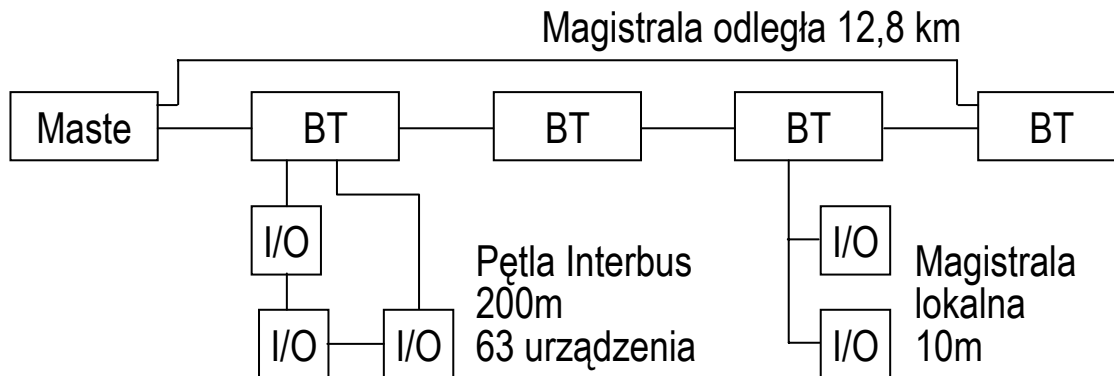 Magistrala odległa 12,8 km
Maste
BT
BT
BT
BT
I/O
I/O
I/O
Pętla Interbus
200m
63 urządzenia
I/O
I/O
Magistrala
lokalna
10m